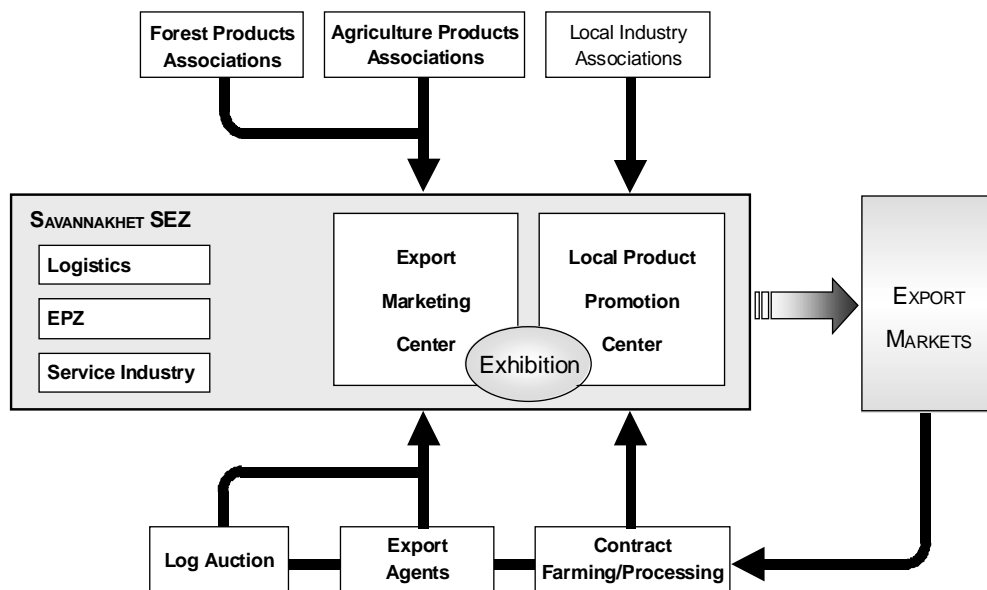 Forest Products
Associations
Agriculture Products
Associations
Local Industry
Associations
SAVANNAKHET SEZ
Logistics
EPZ
Service Industry
Export
Marketing
Center
Local Product
Promotion
Center
Exhibition
EXPORT
MARKETS
Log Auction
Export
Agents
Contract
Farming/Processing